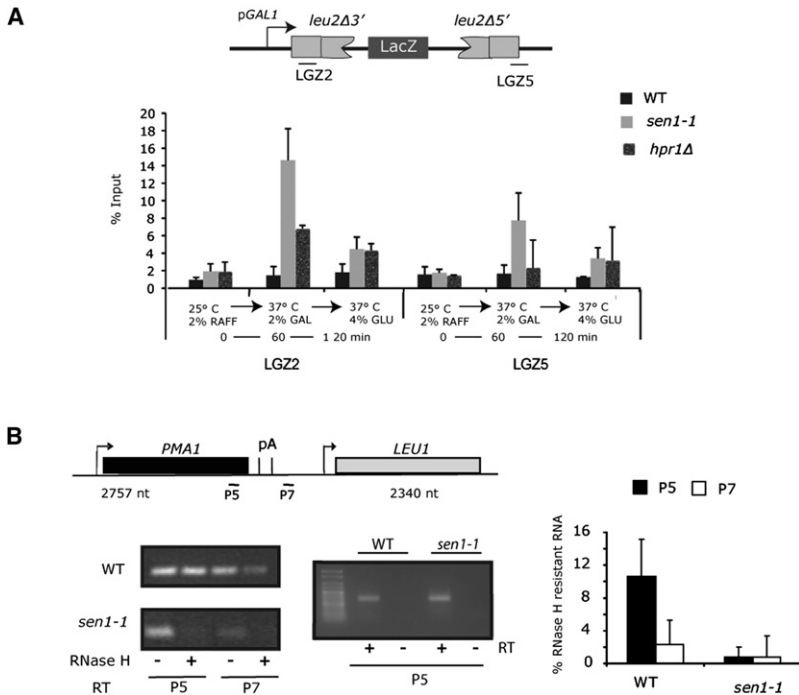 A
pGAL1
leu2Δ3'
leu2Δ5'
LacZ
LGZ2
LGZ5
WT
sen1-1
hpr1Δ
20
18
16
14
12
10
8
6
4
2
0
% Input
25° C
2% RAFF
37° C
2% GAL
37° C
4% GLU
25° C
2% RAFF
37° C
2% GAL
37° C
4% GLU
0 — 60 — 1 20 min
0 — 60 — 120 min
LGZ2
LGZ5
B
PMA1
pA
LEU1
2757 nt
P5
P7
2340 nt
WT
sen1-1
RNase H - + - +
RT P5 P7
WT
sen1-1
+ - + - RT
P5
P5 P7
16
12
8
4
0
% RNase H resistant RNA
WT
sen1-1